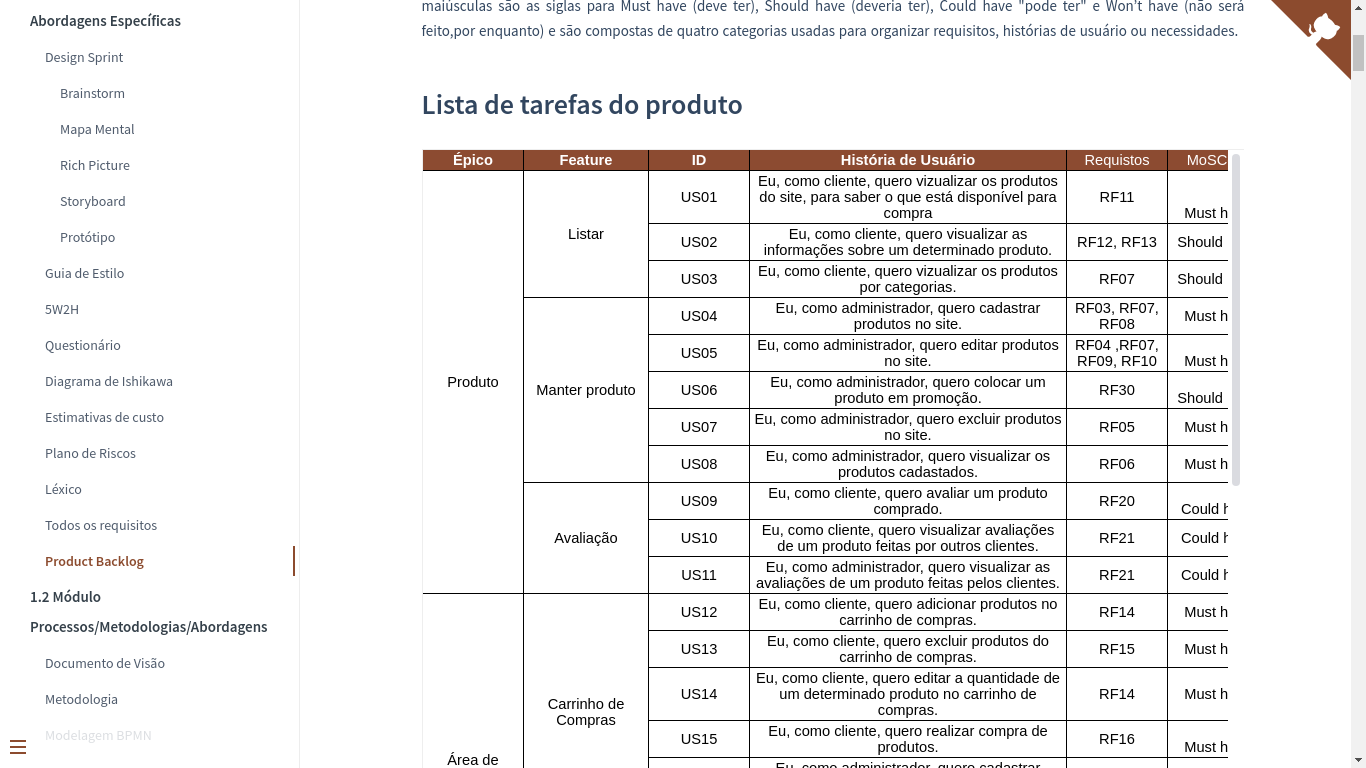 Abordagens Específicas
Design Sprint
Brainstorm
Mapa Mental
Rich Picture
Storyboard
Protótipo
Guia de Estilo
5W2H
Questionário
Diagrama de Ishikawa
Estimativas de custo
Plano de Riscos
Léxico
Todos os requisitos
Product Backlog
1.2 Módulo
Processos/Metodologias/Abordagens
Documento de Visão
Metodologia
Modelagem BPMN
maiúsculas são as siglas para Must have (deve ter), Should have (deveria ter), Could have "pode ter" e Won't have (não será
feito,por enquanto) e são compostas de quatro categorias usadas para organizar requisitos, histórias de usuário ou necessidades.
Lista de tarefas do produto
Épico Feature ID História de Usuário Requistos MoSC
Produto
Listar
US01
Eu, como cliente, quero vizualizar os produtos
do site, para saber o que está disponível para
compra
RF11
Must h
US02
Eu, como cliente, quero visualizar as
informações sobre um determinado produto.
RF12, RF13
Should
US03
Eu, como cliente, quero vizualizar os produtos
por categorias.
RF07
Should
Manter produto
US04
Eu, como administrador, quero cadastrar
produtos no site.
RF03, RF07,
RF08
Must h
US05
Eu, como administrador, quero editar produtos
no site.
RF04 ,RF07,
RF09, RF10
Must h
US06
Eu, como administrador, quero colocar um
produto em promoção.
RF30
Should
US07
Eu, como administrador, quero excluir produtos
no site.
RF05
Must h
US08
Eu, como administrador, quero visualizar os
produtos cadastados.
RF06
Must h
Avaliação
US09
Eu, como cliente, quero avaliar um produto
comprado.
RF20
Could h
US10
Eu, como cliente, quero visualizar avaliações
de um produto feitas por outros clientes.
RF21
Could h
US11
Eu, como administrador, quero visualizar as
avaliações de um produto feitas pelos clientes.
RF21
Could h
Área de
Carrinho de
Compras
US12
Eu, como cliente, quero adicionar produtos no
carrinho de compras.
RF14
Must h
US13
Eu, como cliente, quero excluir produtos do
carrinho de compras.
RF15
Must h
US14
Eu, como cliente, quero editar a quantidade de
um determinado produto no carrinho de
compras.
RF14
Must h
US15
Eu, como cliente, quero realizar compra de
produtos.
RF16
Must h
Eu, como administrador, quero cadastrar